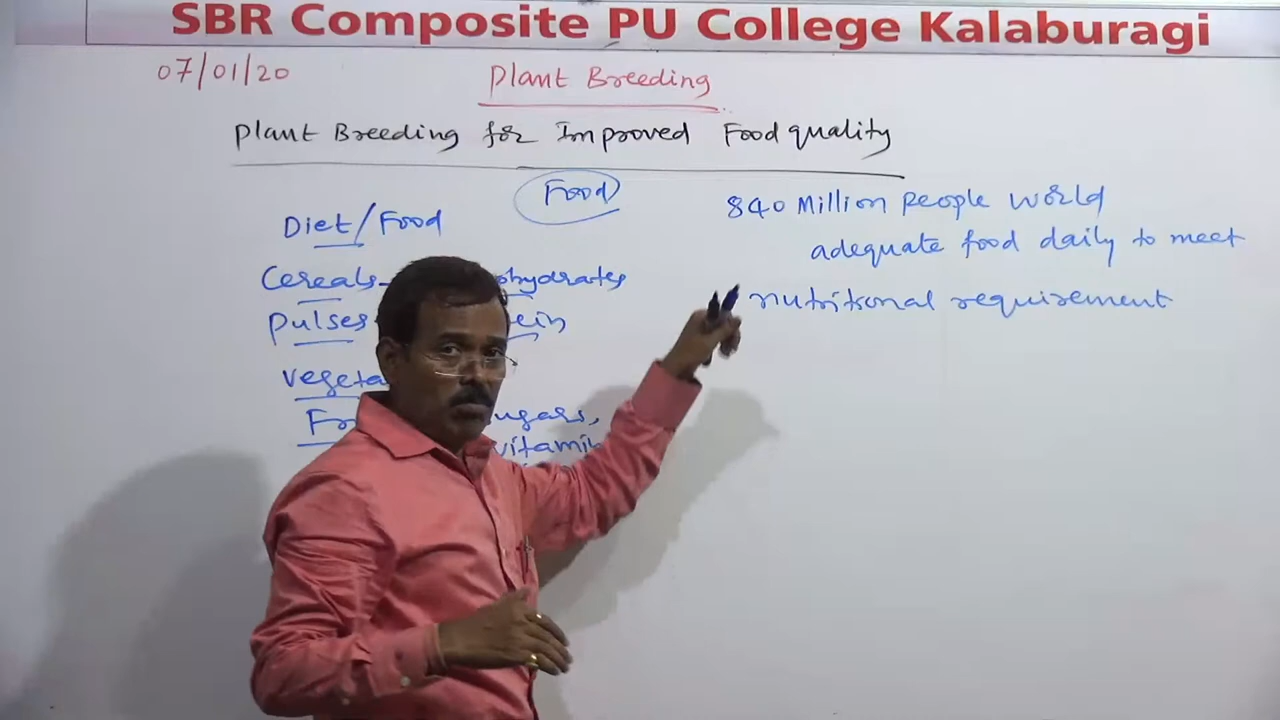 SBR Composite PU College Kalaburagi
07/01/20
Plant Breeding
Plant Breeding for Improved Food quality
Food
Diet/Food
Cereals-
Pulses
840 Million people world
adequate food daily to meet
nutritional requirement